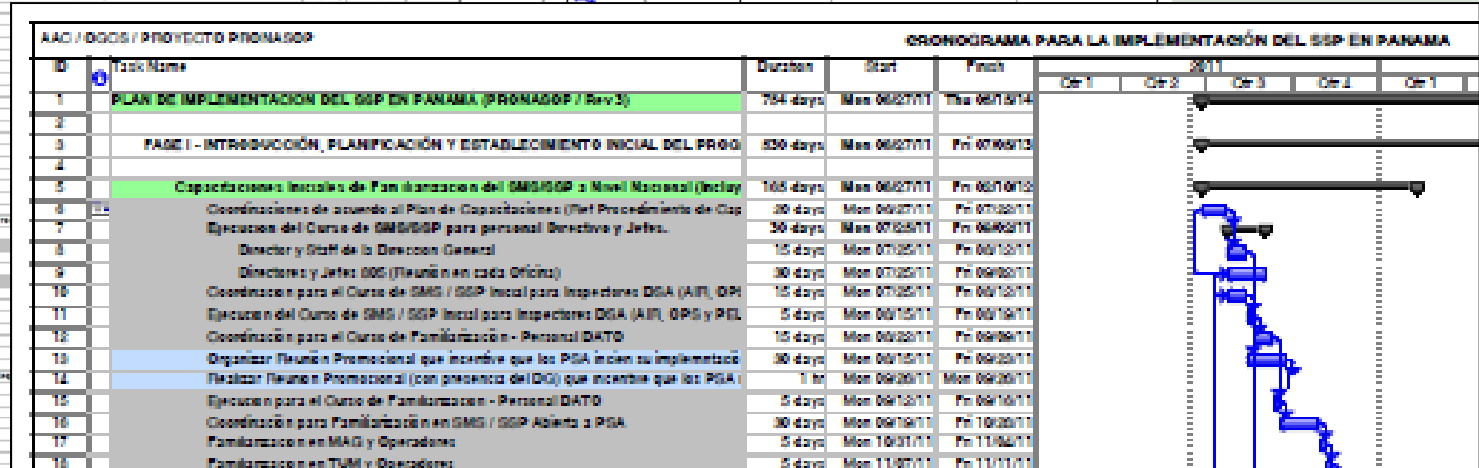 AAC / OGCS / PROYECTO PRONASOP CRONOGRAMA PARA LA IMPLEMENTACIÓN DEL SSP EN PANAMA
ID Task Name Duration Start Finish 2011
Qtr 1 Qtr 2 Qtr 3 Qtr 4 Qtr 1
1 PLAN DE IMPLEMENTACION DEL SSP EN PANAMA (PRONASOP / Rev 3) 784 days Mon 06/27/11
2
3 FASE I - INTRODUCCIÓN, PLANIFICACIÓN Y ESTABLECIMIENTO INICIAL DEL PROG Mon 06/27/11 Fri 07/05/13
4
5 Capacitaciones Iniciales de Familiarizacion del SMS/SSP a Nivel Nacional (Incluy 165 days Mon 06/27/11 Fri 02/10/12
6 Coordinaciones de acuerdo al Plan de Capacitaciones (Ref Procedimiento de Cap 20 days Mon 06/27/11 Fri 07/22/11
7 Ejecucion del Curso de SMS/SSP para personal Directivo y Jefes. 30 days Mon 07/25/11 Fri 09/02/11
8 Director y Staff de la Direccion General 15 days Mon 07/25/11 Fri 08/12/11
9 Directores y Jefes (Reunión en cada Oficina) 30 days Mon 07/25/11 Fri 09/02/11
10 Coordinacion para el Curso de SMS / SSP Inicial para Inspectores DSA (AIR, OPS 15 days Mon 07/25/11 Fri 08/12/11
11 Ejecucion del Curso de SMS / SSP Inicial para Inspectores DSA (AIR, OPS y PEL 5 days Mon 08/15/11 Fri 08/19/11
12 Coordinación para el Curso de Familiarización - Personal DATO 15 days Mon 08/22/11 Fri 09/09/11
13 Organizar Reunión Promocional que incentive que los PSA inicien su implementació 30 days Mon 08/15/11 Fri 09/23/11
14 Realizar Reunion Promocional (con presencia del DG) que incentive que los PSA 1 hr Mon 09/26/11 Mon 09/26/11
15 Ejecucion para el Curso de Familiarizacion - Personal DATO 5 days Mon 09/12/11 Fri 09/16/11
16 Coordinación para Familiarización en SMS / SSP Abierta a PSA 30 days Mon 09/19/11 Fri 10/28/11
17 Familiarizacion en MAG y Operadores 5 days Mon 10/31/11 Fri 11/04/11
18 Familiarizacion en TUM y Operadores 5 days Mon 11/07/11 Fri 11/11/11